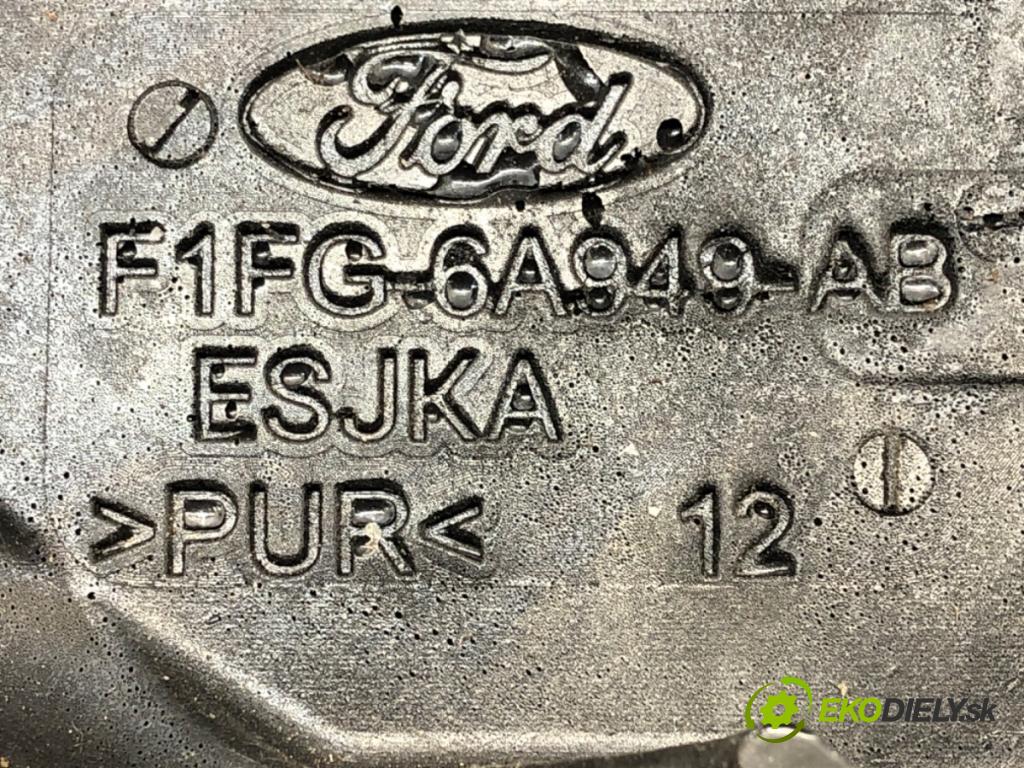 Ford
F1FG-6A949-AB
ESJKA
>PUR< 12
EKODIELY.sk